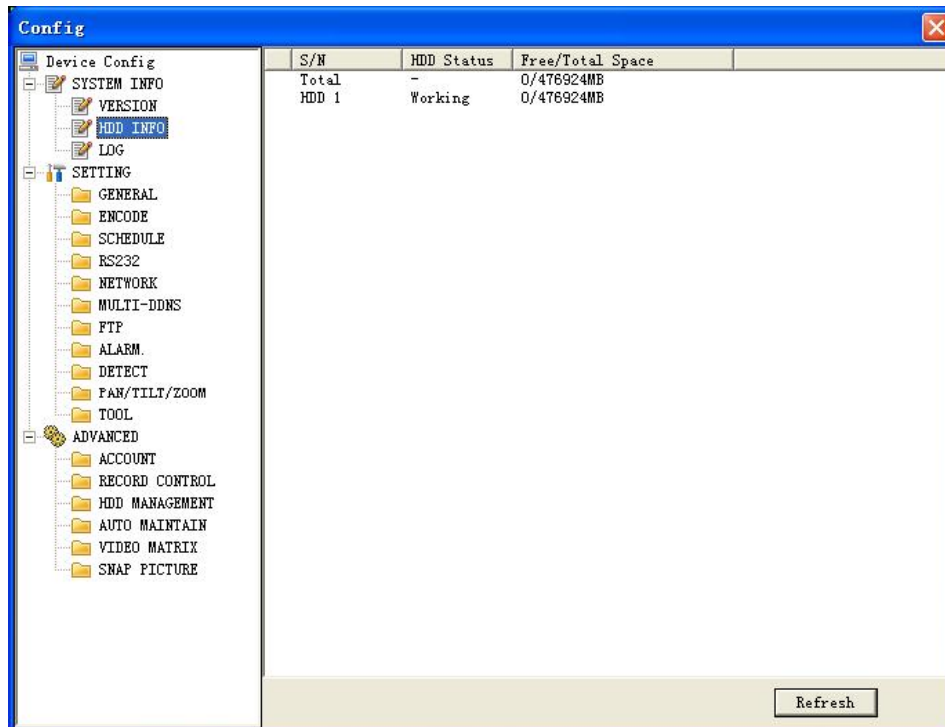 Config
Device Config
SYSTEM INFO
VERSION
HDD INFO
LOG
SETTING
GENERAL
ENCODE
SCHEDULE
RS232
NETWORK
MULTI-DDNS
FTP
ALARM.
DETECT
PAN/TILT/ZOOM
TOOL
ADVANCED
ACCOUNT
RECORD CONTROL
HDD MANAGEMENT
AUTO MAINTAIN
VIDEO MATRIX
SNAP PICTURE
S/N HDD Status Free/Total Space
Total - 0/476924MB
HDD 1 Working 0/476924MB
Refresh